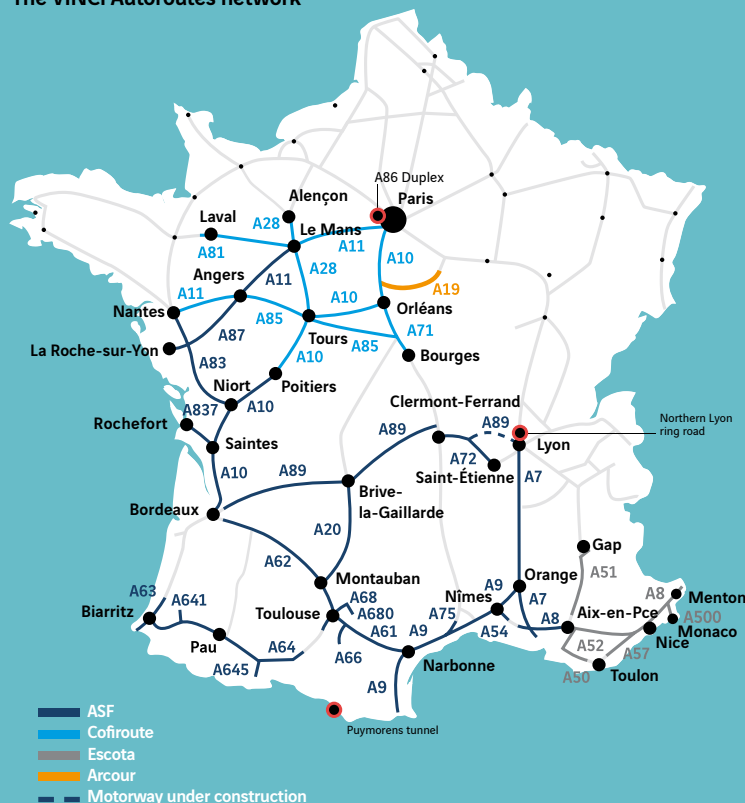 The VINCI Autoroutes network
A86 Duplex
Paris
Alençon
Laval
A28
Le Mans
A11
A81
A10
A28
Angers
A11
A19
A11
A10
Nantes
Orléans
A85
A87
Tours
A71
A85
La Roche-sur-Yon
A10
Bourges
A83
Niort
Poitiers
A837
A10
Clermont-Ferrand
Rochefort
A89
A89
Northern Lyon
ring road
Saintes
Lyon
A72
A10
A89
Saint-Étienne
A7
Brive-
la-Gaillarde
Bordeaux
A20
Gap
A62
A51
Orange
Montauban
A9
A63
A641
A68
Nîmes
A7
A8
Menton
Biarritz
Toulouse
A680
A75
Aix-en-Pce
A500
A61
A9
A54
A8
Monaco
Pau
A64
A66
A52
A57
Nice
A645
Narbonne
A50
Toulon
A9
Puymorens tunnel
ASF
Cofiroute
Escota
Arcour
Motorway under construction